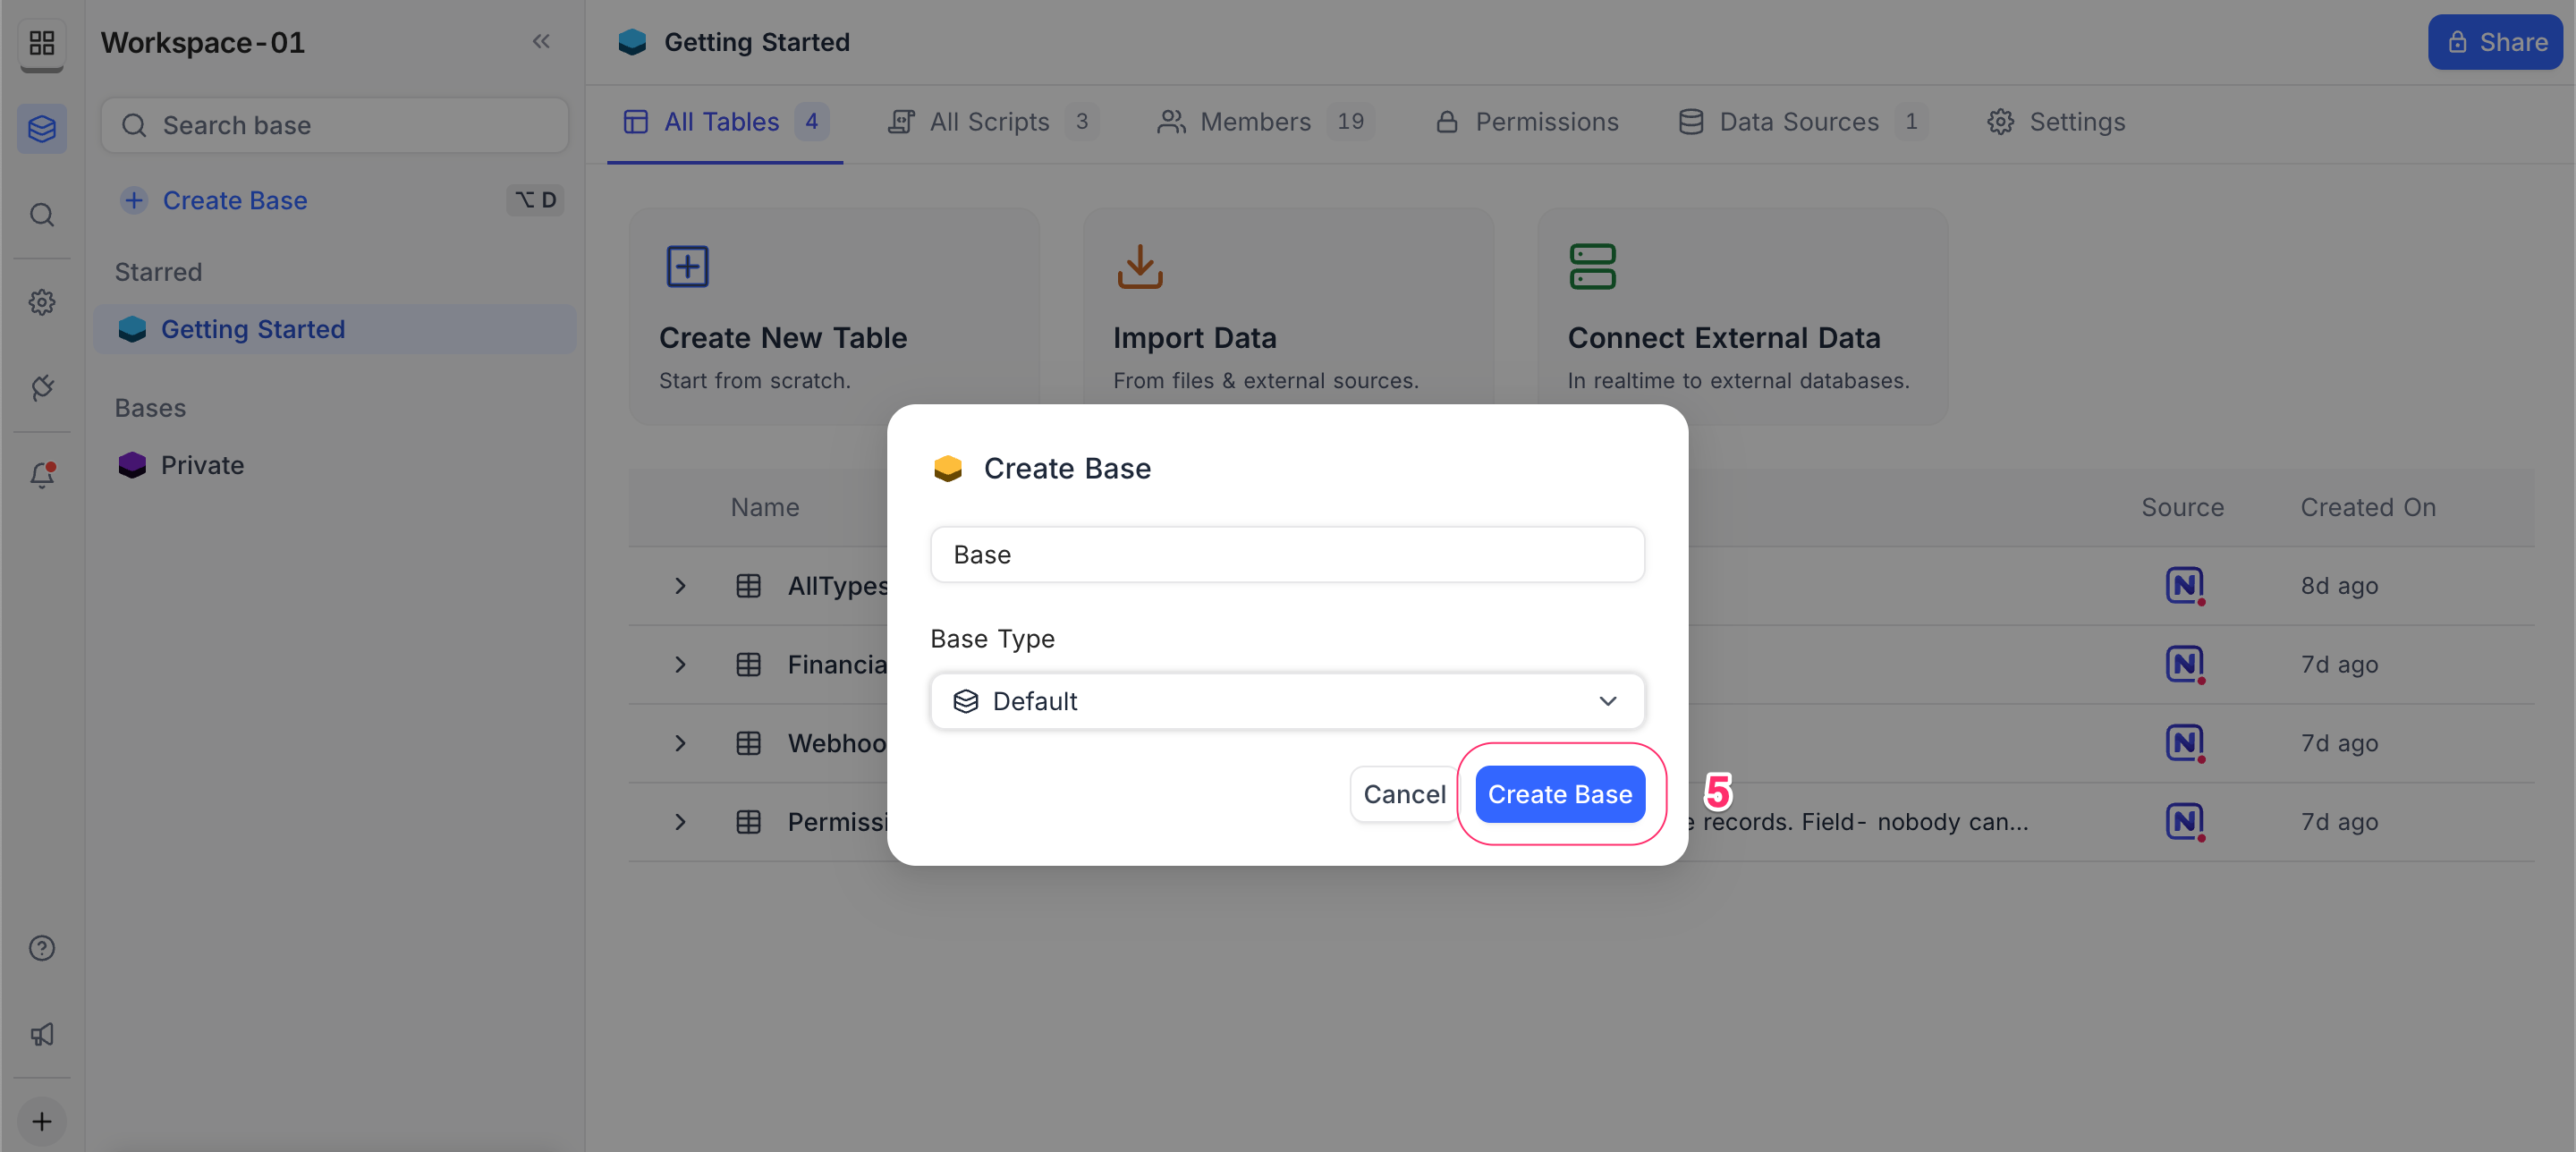 Workspace-01
Search base
Create Base
⌥ D
Starred
Getting Started
Bases
Private
Getting Started
Share
All Tables 4
All Scripts 3
Members 19
Permissions
Data Sources 1
Settings
Create New Table
Start from scratch.
Import Data
From files & external sources.
Connect External Data
In realtime to external databases.
Name
Source
Created On
AllTypes
8d ago
Financia
7d ago
Webhoo
7d ago
Permissi
records. Field- nobody can...
7d ago
Create Base
Base
Base Type
Default
Cancel
Create Base
5